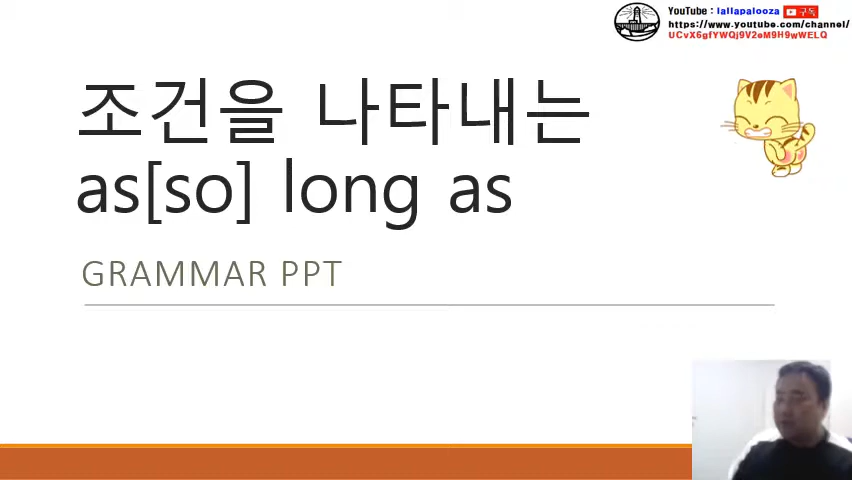 YouTube : lallapalooza 구독
https://www.youtube.com/channel/
UCvX6gfYWQj9V2eM9H9wWELQ
조건을 나타내는
as[so] long as
GRAMMAR PPT